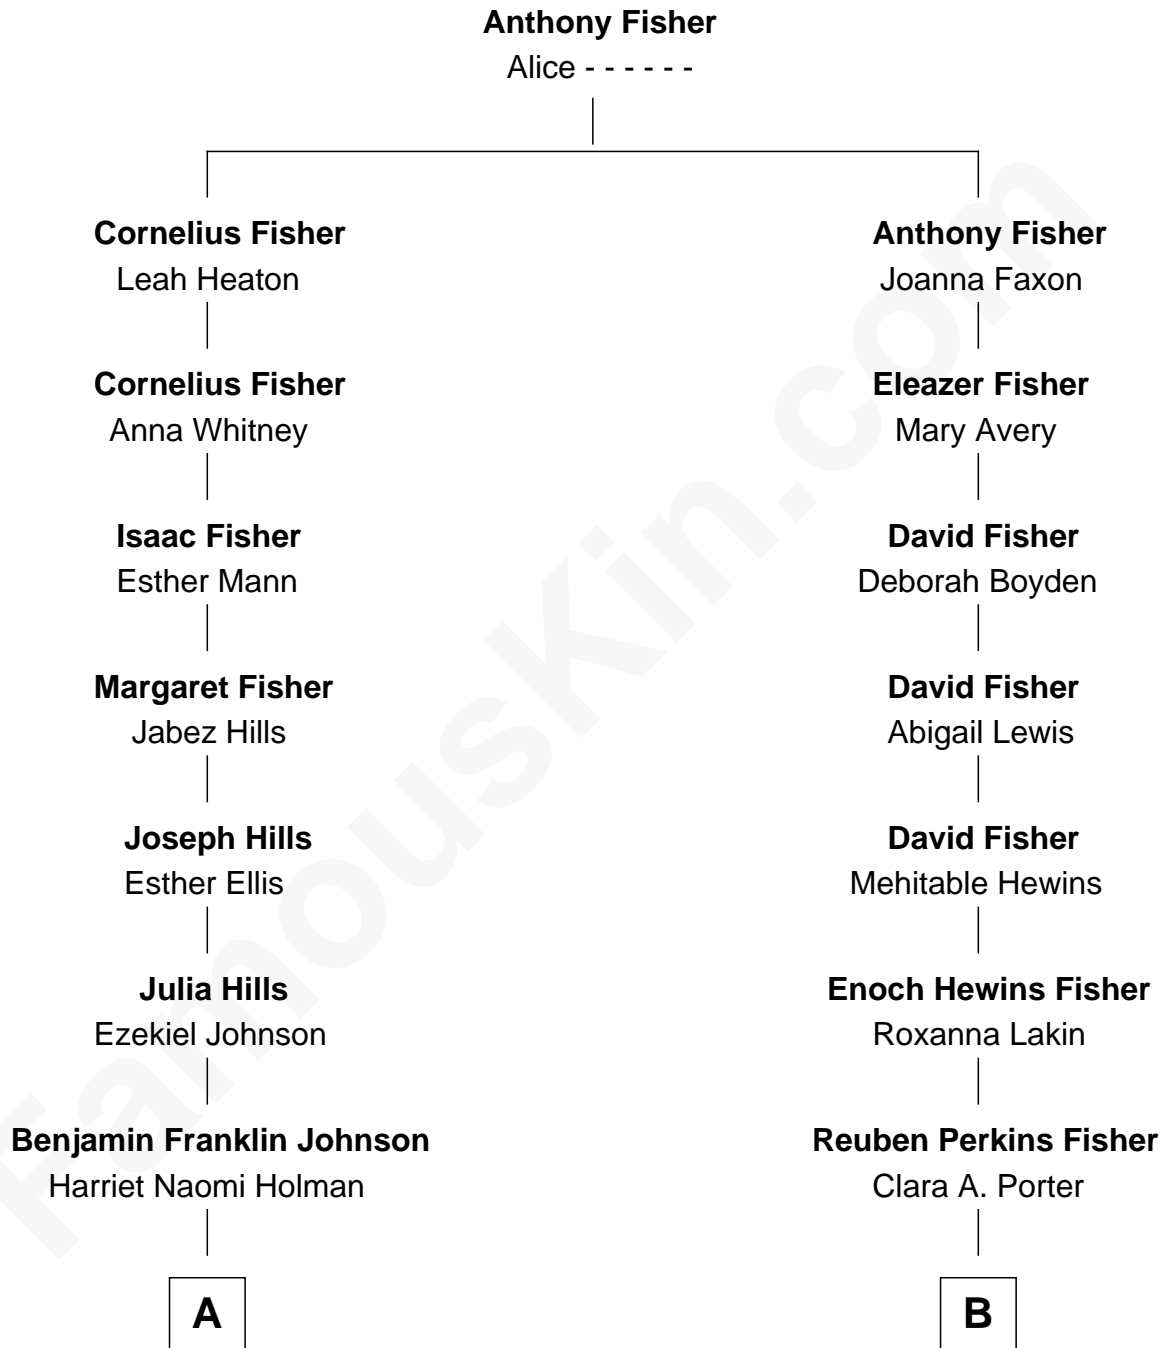 Anthony Fisher
Alice - - - - - -
Cornelius Fisher
Leah Heaton
Anthony Fisher
Joanna Faxon
Cornelius Fisher
Anna Whitney
Eleazer Fisher
Mary Avery
Isaac Fisher
Esther Mann
David Fisher
Deborah Boyden
Margaret Fisher
Jabez Hills
David Fisher
Abigail Lewis
Joseph Hills
Esther Ellis
David Fisher
Mehitable Hewins
Julia Hills
Ezekiel Johnson
Enoch Hewins Fisher
Roxanna Lakin
Benjamin Franklin Johnson
Harriet Naomi Holman
Reuben Perkins Fisher
Clara A. Porter
A
B
FamousKin.com